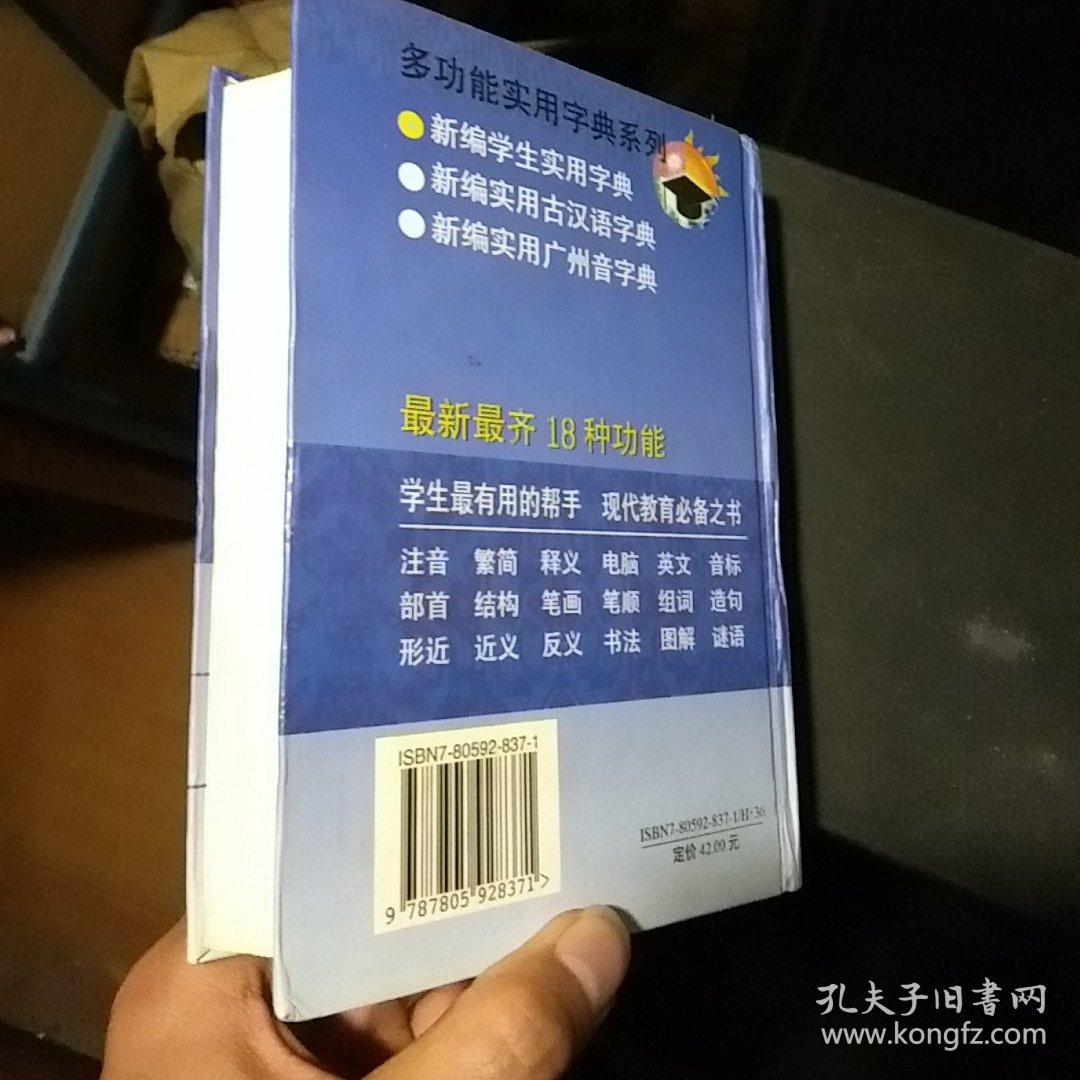 多功能实用字典系列
新编学生实用字典
新编实用古汉语字典
新编实用广州音字典
最新最齐 18 种功能
学生最有用的帮手 现代教育必备之书
注音 繁简 释义 电脑 英文 音标
部首 结构 笔画 笔顺 组词 造句
形近 近义 反义 书法 图解 谜语
ISBN7-80592-837-1
9 787805 928371 >
ISBN7-80592-837-1/H·36
定价 42.00 元
孔夫子旧書网
www.kongfz.com